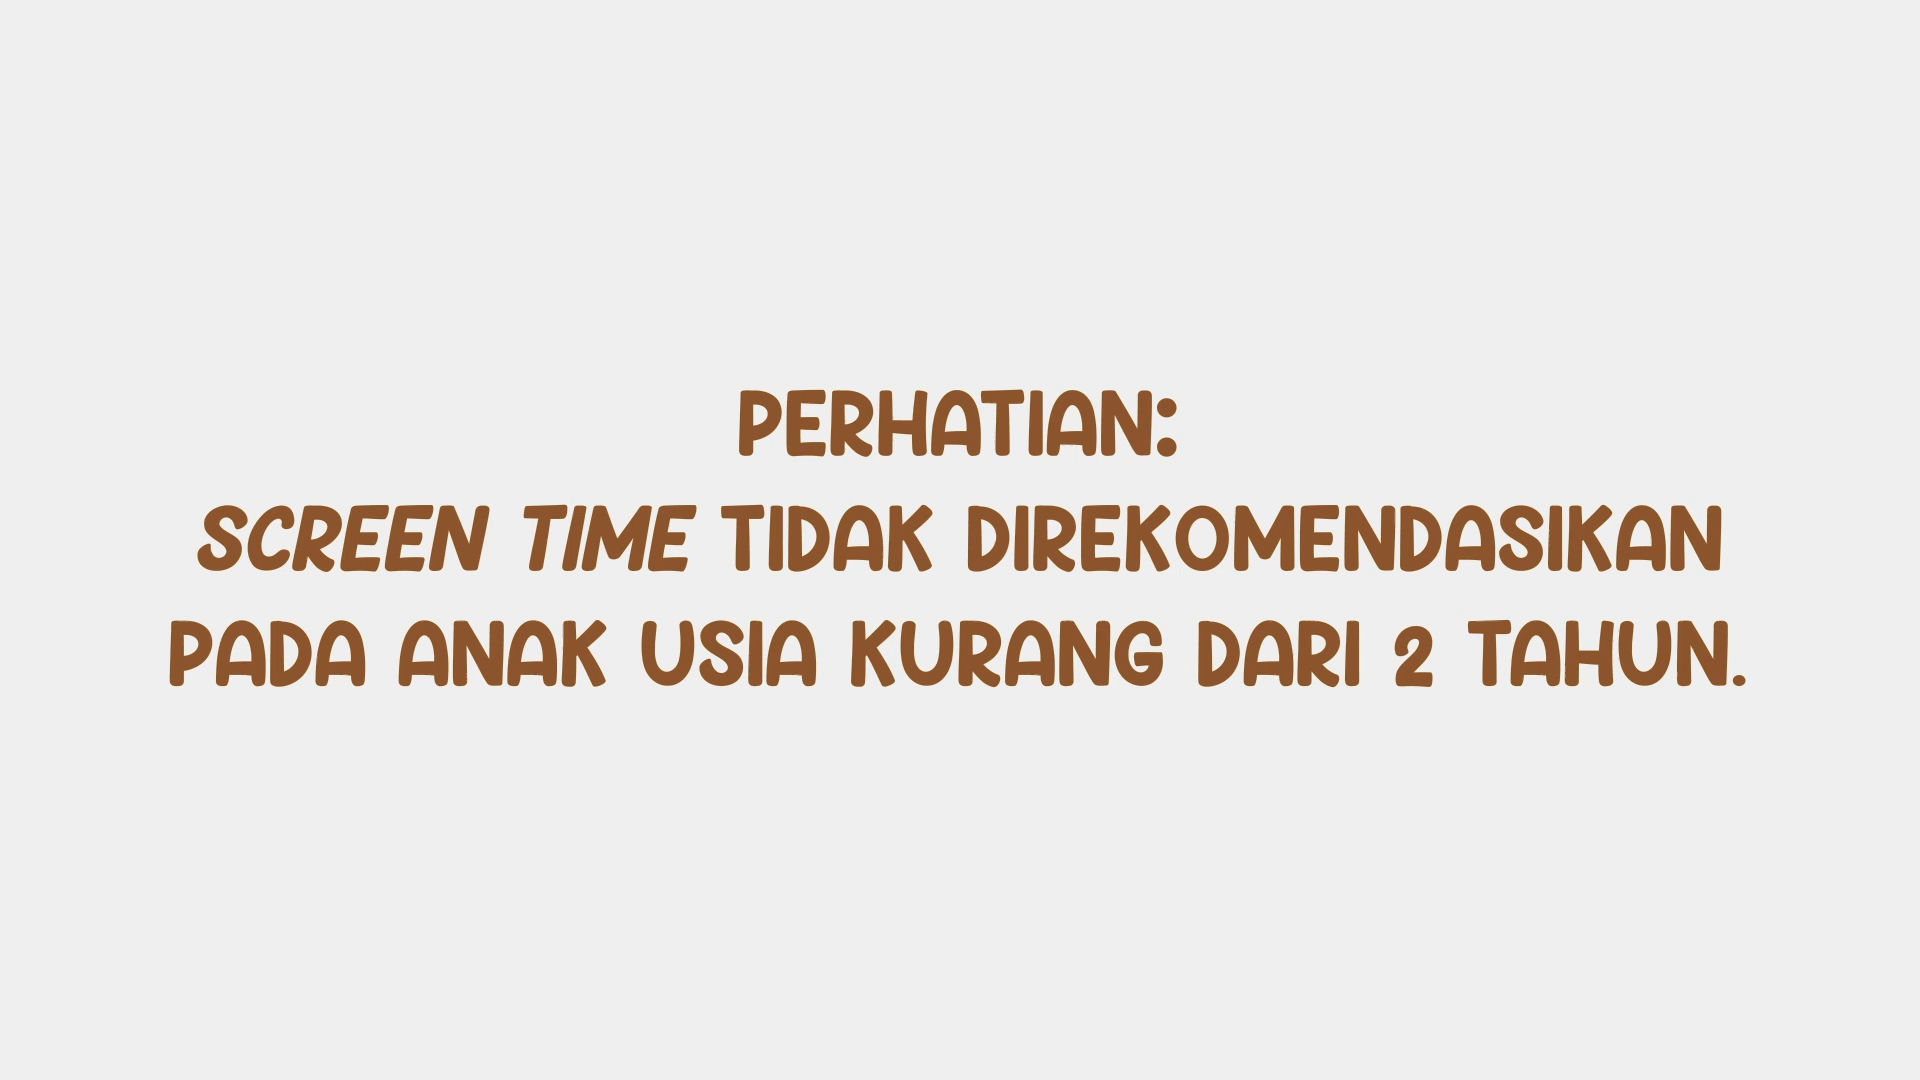 PERHATIAN:
SCREEN TIME TIDAK DIREKOMENDASIKAN
PADA ANAK USIA KURANG DARI 2 TAHUN.